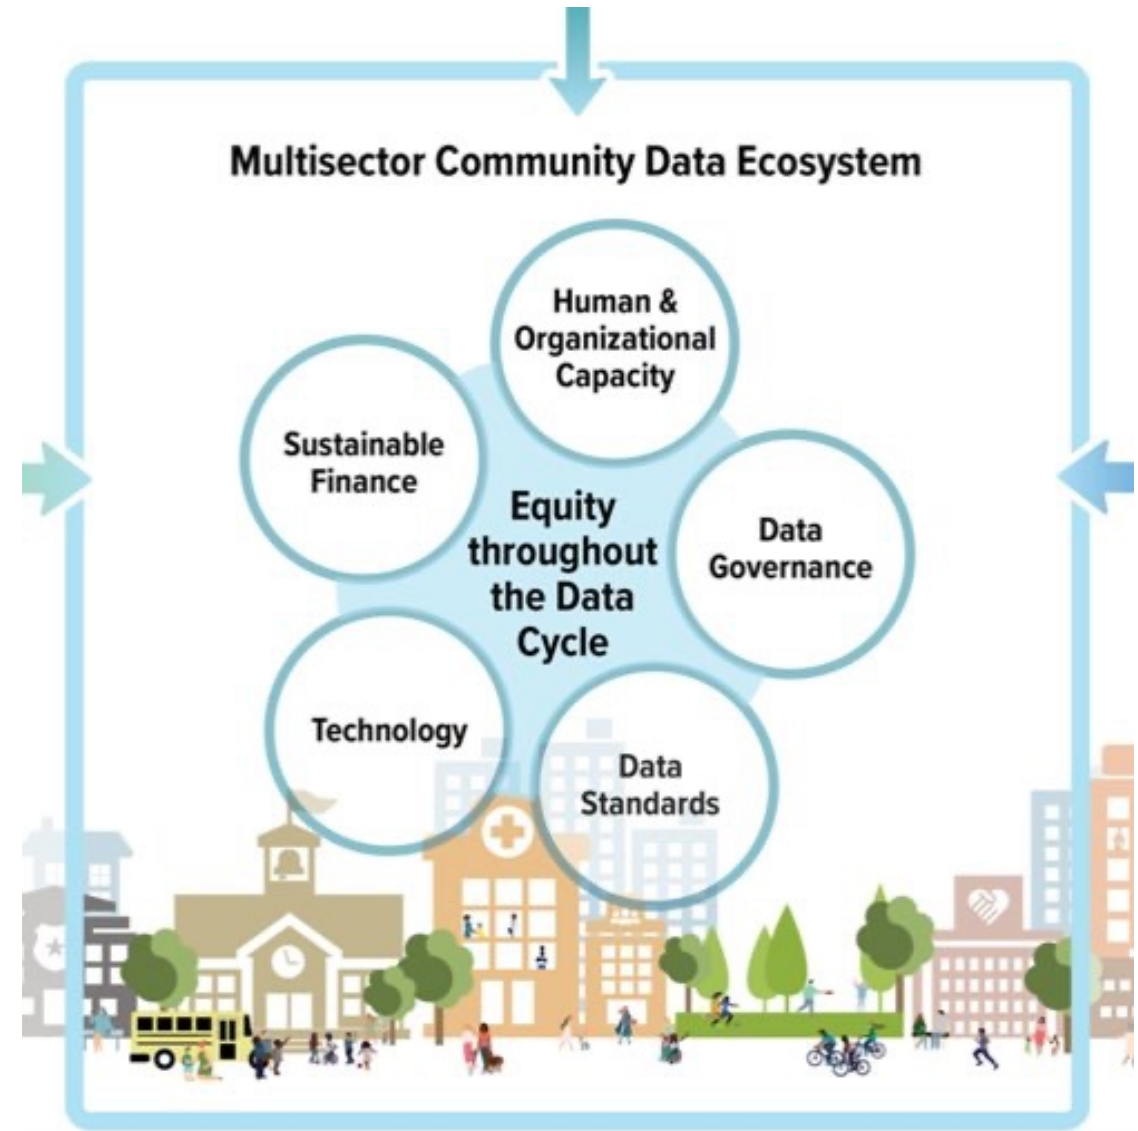 Multisector Community Data Ecosystem
Human &
Organizational
Capacity
Sustainable
Finance
Equity
throughout
the Data
Cycle
Data
Governance
Technology
Data
Standards